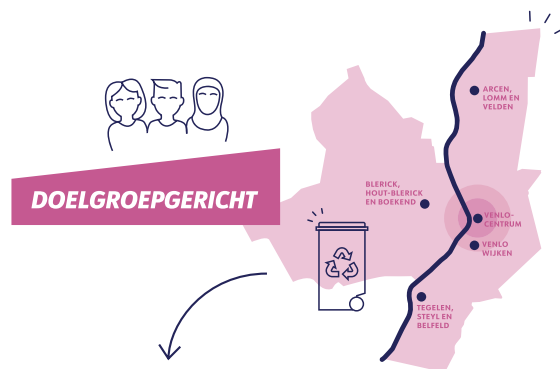 DOELGROEPGERICHT
ARCEN,
LOMM EN
VELDEN
BLERICK,
HOUT-BLERICK
EN BOEKEND
VENLO-
CENTRUM
VENLO
WIJKEN
TEGELEN,
STEYL EN
BELFELD